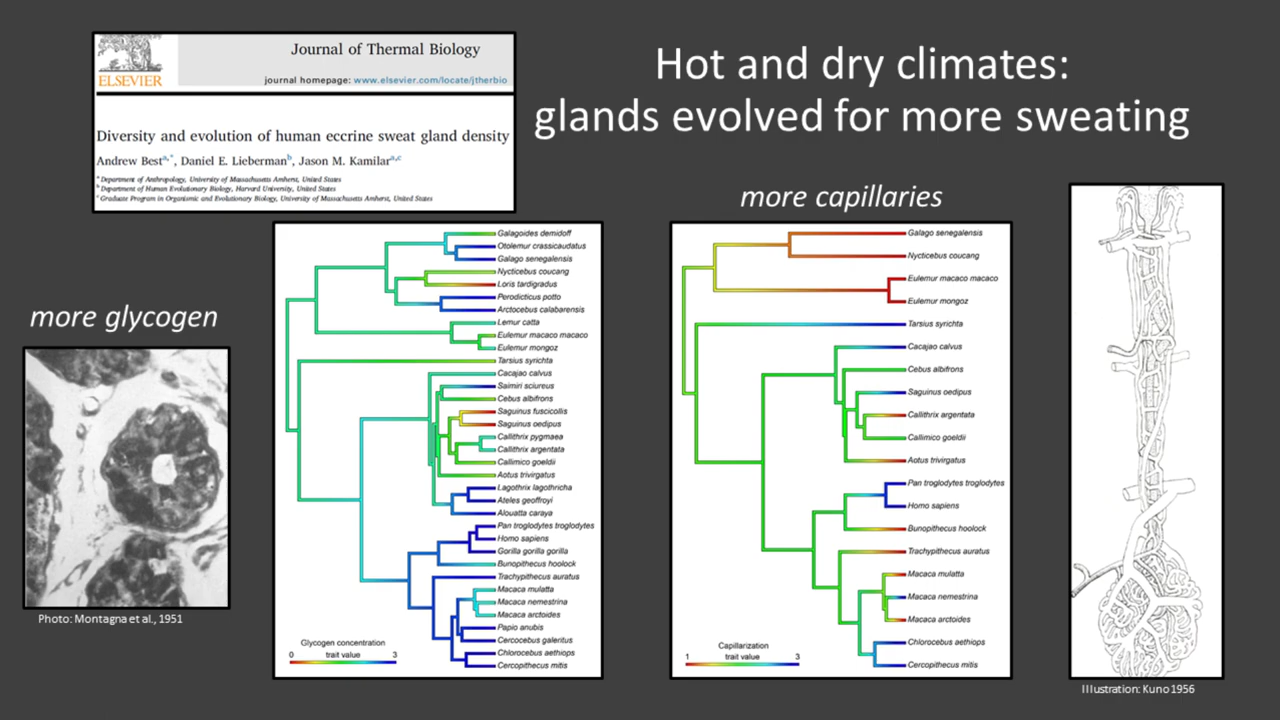 ELSEVIER
Journal of Thermal Biology
journal homepage: www.elsevier.com/locate/jtherbio
Diversity and evolution of human eccrine sweat gland density
Andrew Best a,*, Daniel E. Lieberman b, Jason M. Kamilar a,c
a Department of Anthropology, University of Massachusetts Amherst, United States
b Department of Human Evolutionary Biology, Harvard University, United States
c Graduate Program in Organismic and Evolutionary Biology, University of Massachusetts Amherst, United States
Hot and dry climates:
glands evolved for more sweating
more glycogen
Photo: Montagna et al., 1951
Galagoides demidoff
Otolemur crassicaudatus
Galago senegalensis
Nycticebus coucang
Loris tardigradus
Perodicticus potto
Arctocebus calabarensis
Lemur catta
Eulemur macaco macaco
Eulemur mongoz
Tarsius syrichta
Cacajao calvus
Saimiri sciureus
Cebus albifrons
Saguinus fuscicollis
Saguinus oedipus
Callithrix pygmaea
Callithrix argentata
Callimico goeldii
Aotus trivirgatus
Lagothrix lagothricha
Ateles geoffroyi
Alouatta caraya
Pan troglodytes troglodytes
Homo sapiens
Gorilla gorilla gorilla
Bunopithecus hoolock
Trachypithecus auratus
Macaca mulatta
Macaca nemestrina
Macaca arctoides
Papio anubis
Cercocebus galeritus
Chlorocebus aethiops
Cercopithecus mitis
Glycogen concentration
0 trait value 3
more capillaries
Galago senegalensis
Nycticebus coucang
Eulemur macaco macaco
Eulemur mongoz
Tarsius syrichta
Cacajao calvus
Cebus albifrons
Saguinus oedipus
Callithrix argentata
Callimico goeldii
Aotus trivirgatus
Pan troglodytes troglodytes
Homo sapiens
Bunopithecus hoolock
Trachypithecus auratus
Macaca mulatta
Macaca nemestrina
Macaca arctoides
Chlorocebus aethiops
Cercopithecus mitis
Capillarization
1 trait value 3
Illustration: Kuno 1956